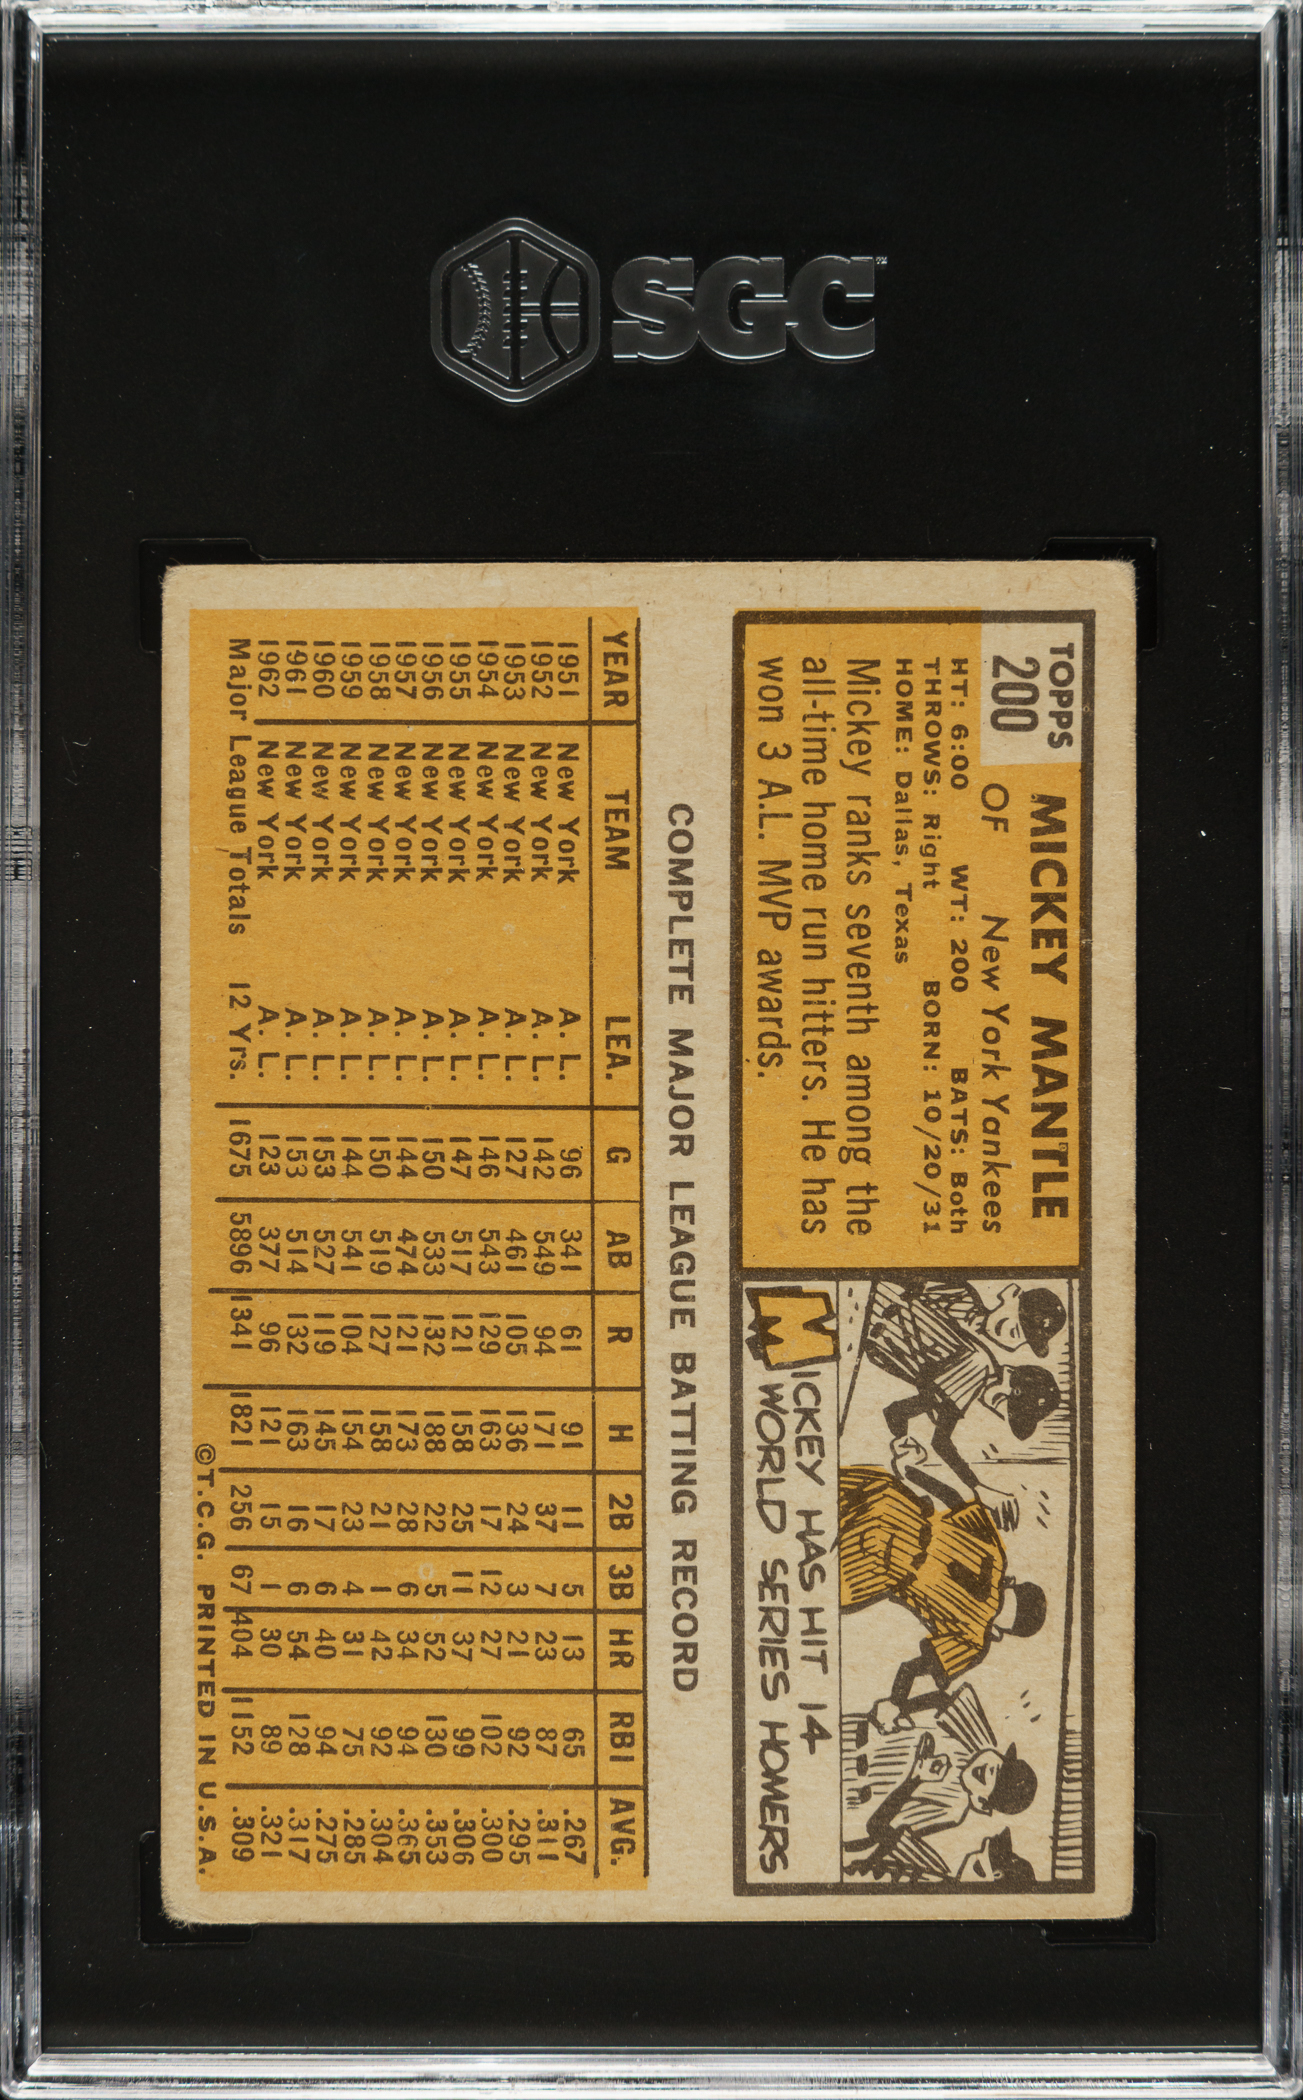 SGC
TOPPS
200
MICKEY MANTLE
OF New York Yankees
HT: 6:00 WT: 200 BATS: Both
THROWS: Right BORN: 10/20/31
HOME: Dallas, Texas
Mickey ranks seventh among the
all-time home run hitters. He has
won 3 A.L. MVP awards.
7
MICKEY HAS HIT 14
WORLD SERIES HOMERS
COMPLETE MAJOR LEAGUE BATTING RECORD
YEAR TEAM LEA. G AB R H 2B 3B HR RBI AVG.
1951 New York A. L. 96 341 61 91 11 5 13 65 .267
1952 New York A. L. 142 549 94 171 37 7 23 87 .311
1953 New York A. L. 127 461 105 136 24 3 21 92 .295
1954 New York A. L. 146 543 129 163 17 12 27 102 .300
1955 New York A. L. 147 517 121 158 25 11 37 99 .306
1956 New York A. L. 150 533 132 188 22 5 52 130 .353
1957 New York A. L. 144 474 121 173 28 6 34 94 .365
1958 New York A. L. 150 519 127 158 21 1 42 92 .304
1959 New York A. L. 144 541 104 154 23 4 31 75 .285
1960 New York A. L. 153 527 119 145 17 6 40 94 .275
1961 New York A. L. 153 514 132 163 16 6 54 128 .317
1962 New York A. L. 123 377 96 121 15 1 30 89 .321
Major League Totals 12 Yrs. 1675 5896 1341 1821 256 67 404 1152 .309
©T.C.G. PRINTED IN U.S.A.